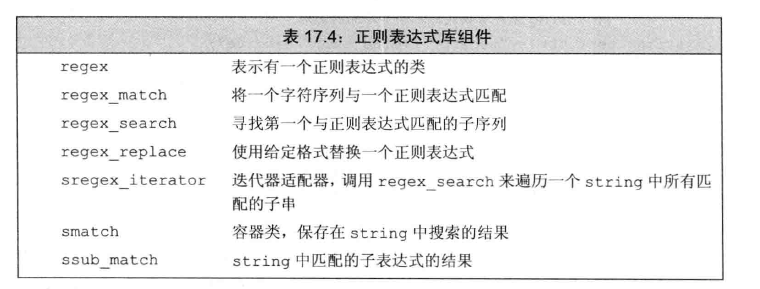 表 17.4：正则表达式库组件
regex 表示有一个正则表达式的类
regex_match 将一个字符序列与一个正则表达式匹配
regex_search 寻找第一个与正则表达式匹配的子序列
regex_replace 使用给定格式替换一个正则表达式
sregex_iterator 迭代器适配器，调用 regex_search 来遍历一个 string 中所有匹
配的子串
smatch 容器类，保存在 string 中搜索的结果
ssub_match string 中匹配的子表达式的结果